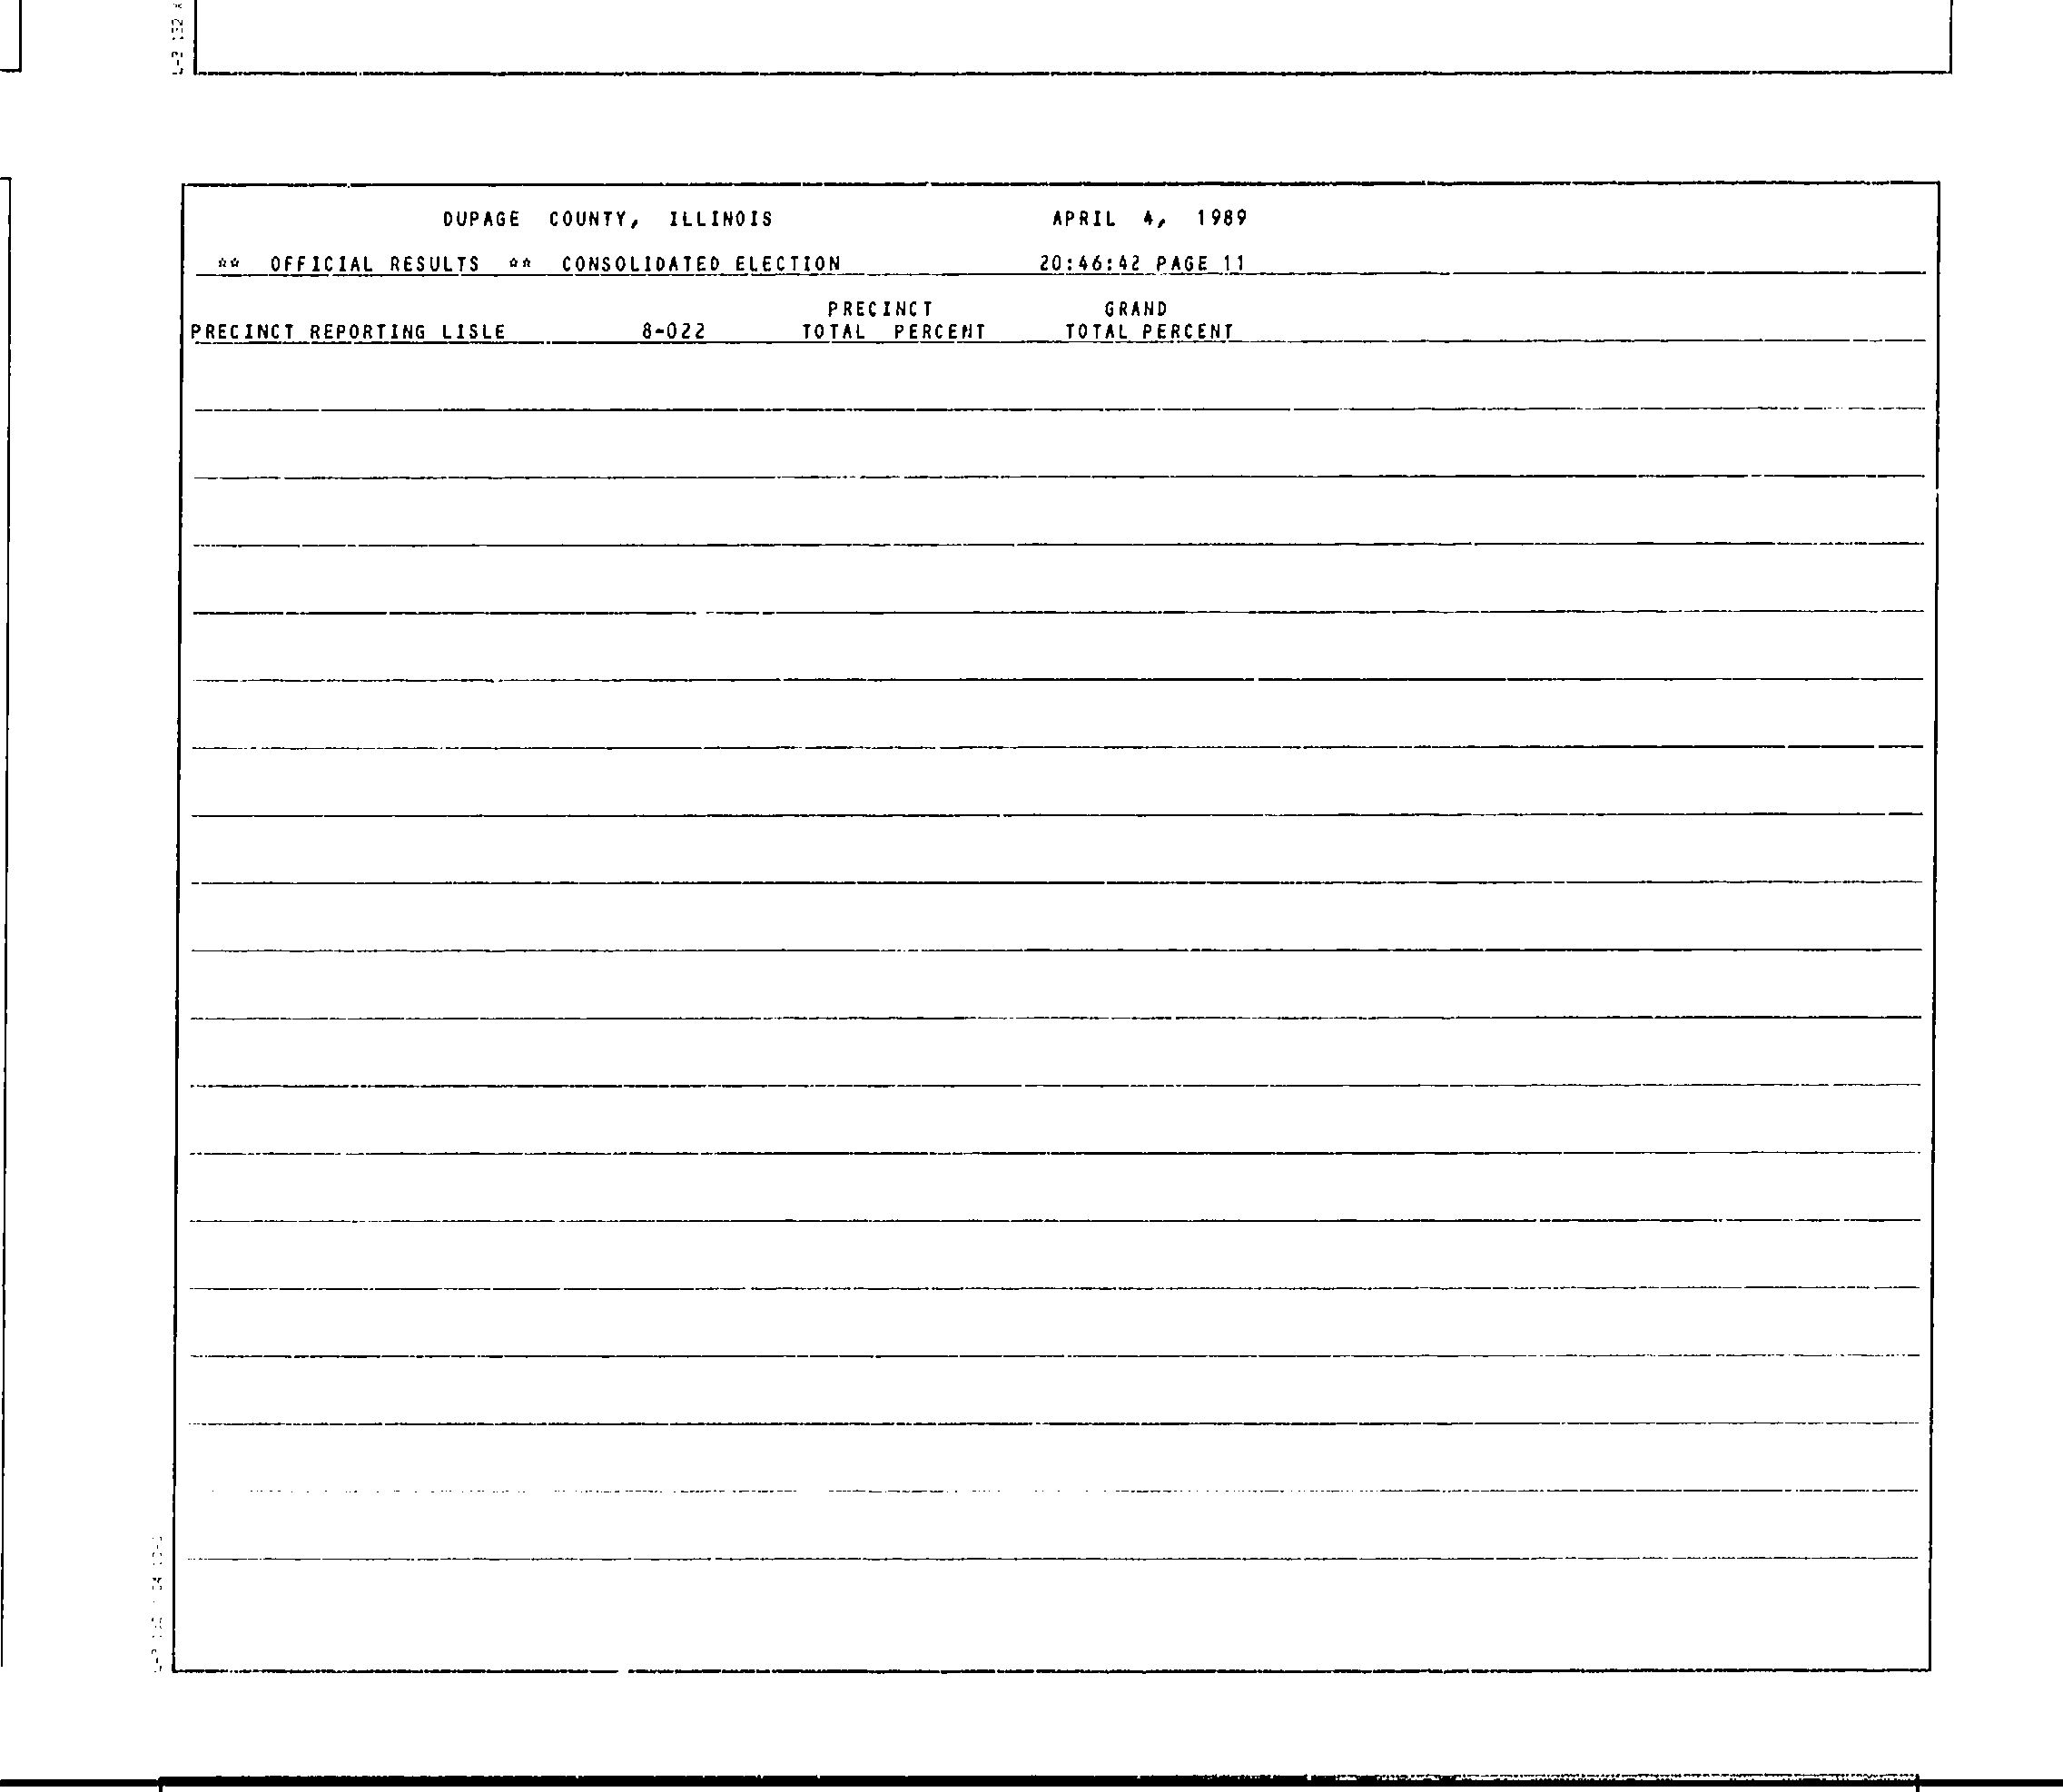 DUPAGE COUNTY, ILLINOIS APRIL 4, 1989
** OFFICIAL RESULTS ** CONSOLIDATED ELECTION 20:46:42 PAGE 11
PRECINCT GRAND
PRECINCT REPORTING LISLE 8-022 TOTAL PERCENT TOTAL PERCENT